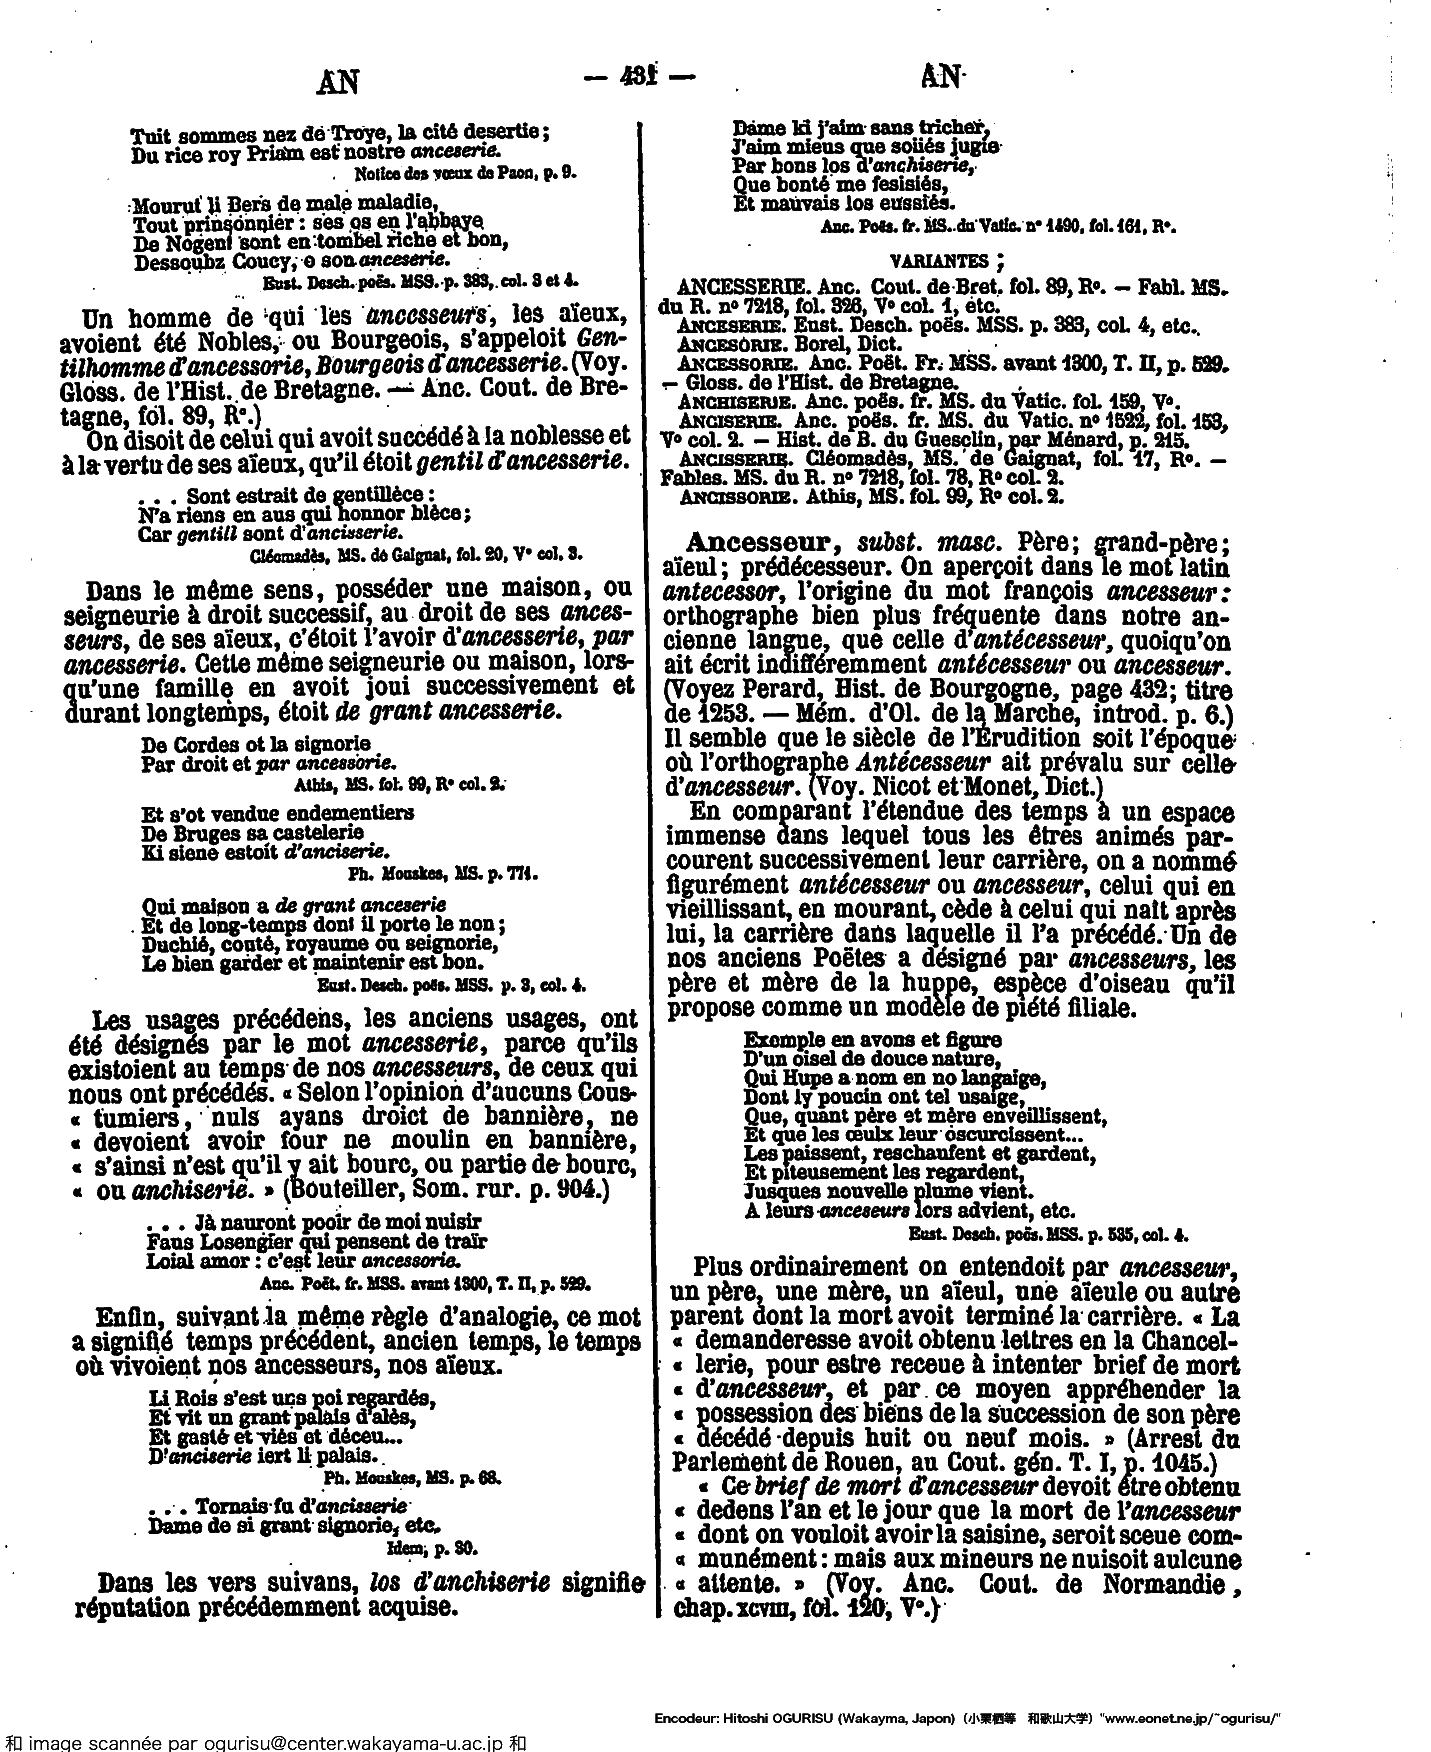 AN
— 431 —
AN
Tuit sommes nez de Troye, la cité desertie ;
Du rice roy Priam est nostre anceserie.
Notice des vœux de Paon, p. 9.
Mourut li Bers de male maladie,
Tout prinsonnier : ses os en l'abbaye
De Nogent sont en tombel riche et bon,
Dessoubz Coucy, o son anceserie.
Eust. Desch. poës. MSS. p. 383, col. 3 et 4.
Un homme de qui les ancesseurs, les aïeux,
avoient été Nobles, ou Bourgeois, s'appeloit Gen-
tilhomme d'ancessorie, Bourgeois d'ancesserie. (Voy.
Gloss. de l'Hist. de Bretagne. — Anc. Cout. de Bre-
tagne, fol. 89, R°.)
On disoit de celui qui avoit succédé à la noblesse et
à la vertu de ses aïeux, qu'il étoit gentil d'ancesserie.
. . . Sont estrait de gentillèce :
N'a riens en aus qui honnor blèce ;
Car gentill sont d'ancisserie.
Cléomadès, MS. de Gaignat, fol. 20, V° col. 3.
Dans le même sens, posséder une maison, ou
seigneurie à droit successif, au droit de ses ances-
seurs, de ses aïeux, c'étoit l'avoir d'ancesserie, par
ancesserie. Cette même seigneurie ou maison, lors-
qu'une famille en avoit joui successivement et
durant longtemps, étoit de grant ancesserie.
De Cordes ot la signorie
Par droit et par ancessorie.
Athis, MS. fol. 99, R° col. 2.
Et s'ot vendue endementiers
De Bruges sa castelerie
Ki siene estoit d'anciserie.
Ph. Mouskes, MS. p. 771.
Qui maison a de grant anceserie
Et de long-temps dont il porte le non ;
Duchié, conté, royaume ou seignorie,
Le bien garder et maintenir est bon.
Eust. Desch. poës. MSS. p. 3, col. 4.
Les usages précédens, les anciens usages, ont
été désignés par le mot ancesserie, parce qu'ils
existoient au temps de nos ancesseurs, de ceux qui
nous ont précédés. « Selon l'opinion d'aucuns Cous-
« tumiers, nuls ayans droict de bannière, ne
« devoient avoir four ne moulin en bannière,
« s'ainsi n'est qu'il y ait bourc, ou partie de bourc,
« ou anchiserie. » (Bouteiller, Som. rur. p. 904.)
. . . Jà nauront pooir de moi nuisir
Faus Losengier qui pensent de traïr
Loial amor : c'est leur ancessorie.
Anc. Poët. fr. MSS. avant 1300, T. II, p. 529.
Enfin, suivant la même règle d'analogie, ce mot
a signifié temps précédent, ancien temps, le temps
où vivoient nos ancesseurs, nos aïeux.
Li Rois s'est uns poi regardés,
Et vit un grant palais d'alès,
Et gasté et viés et déceu...
D'anciserie iert li palais.
Ph. Mouskes, MS. p. 68.
. . . Tornais fu d'ancisserie
Dame de si grant signorie, etc.
Idem, p. 30.
Dans les vers suivans, los d'anchiserie signifie
réputation précédemment acquise.
Dame ki j'aim sans tricher,
J'aim mieus que soiiés jugie
Par bons los d'anchiserie,
Que bonté me fesisiés,
Et mauvais los eussiés.
Anc. Poës. fr. MS. du Vatic. n° 1490, fol. 161, R°.
VARIANTES ;
ANCESSERIE. Anc. Cout. de Bret. fol. 89, R°. — Fabl. MS.
du R. n° 7218, fol. 326, V° col. 1, etc.
ANCESERIE. Eust. Desch. poës. MSS. p. 383, col. 4, etc.
ANCESORIE. Borel, Dict.
ANCESSORIE. Anc. Poët. Fr. MSS. avant 1300, T. II, p. 529.
— Gloss. de l'Hist. de Bretagne.
ANCHISERIE. Anc. poës. fr. MS. du Vatic. fol. 159, V°.
ANCISERIE. Anc. poës. fr. MS. du Vatic. n° 1522, fol. 153,
V° col. 2. — Hist. de B. du Guesclin, par Ménard, p. 215.
ANCISSERIE. Cléomadès, MS. de Gaignat, fol. 17, R°. —
Fables. MS. du R. n° 7218, fol. 78, R° col. 2.
ANCISSORIE. Athis, MS. fol. 99, R° col. 2.
Ancesseur, subst. masc. Père ; grand-père ;
aïeul ; prédécesseur. On aperçoit dans le mot latin
antecessor, l'origine du mot françois ancesseur :
orthographe bien plus fréquente dans notre an-
cienne langue, que celle d'antécesseur, quoiqu'on
ait écrit indifféremment antécesseur ou ancesseur.
(Voyez Perard, Hist. de Bourgogne, page 432 ; titre
de 1253. — Mém. d'Ol. de la Marche, introd. p. 6.)
Il semble que le siècle de l'Erudition soit l'époque
où l'orthographe Antécesseur ait prévalu sur celle
d'ancesseur. (Voy. Nicot et Monet, Dict.)
En comparant l'étendue des temps à un espace
immense dans lequel tous les êtres animés par-
courent successivement leur carrière, on a nommé
figurément antécesseur ou ancesseur, celui qui en
vieillissant, en mourant, cède à celui qui nait après
lui, la carrière dans laquelle il l'a précédé. Un de
nos anciens Poëtes a désigné par ancesseurs, les
père et mère de la huppe, espèce d'oiseau qu'il
propose comme un modèle de piété filiale.
Exemple en avons et figure
D'un oisel de douce nature,
Qui Hupe a nom en no langaige,
Dont ly poucin ont tel usaige,
Que, quant père et mère enveillissent,
Et que les œulx leur oscurcissent...
Les paissent, reschaufent et gardent,
Et piteusement les regardent,
Jusques nouvelle plume vient.
A leurs anceseurs lors advient, etc.
Eust. Desch. poës. MSS. p. 535, col. 4.
Plus ordinairement on entendoit par ancesseur,
un père, une mère, un aïeul, une aïeule ou autre
parent dont la mort avoit terminé la carrière. « La
« demanderesse avoit obtenu lettres en la Chancel-
« lerie, pour estre receue à intenter brief de mort
« d'ancesseur, et par ce moyen appréhender la
« possession des biens de la succession de son père
« décédé depuis huit ou neuf mois. » (Arrest du
Parlement de Rouen, au Cout. gén. T. I, p. 1045.)
« Ce brief de mort d'ancesseur devoit être obtenu
« dedens l'an et le jour que la mort de l'ancesseur
« dont on vouloit avoir la saisine, seroit sceue com-
« munément : mais aux mineurs ne nuisoit aulcune
« attente. » (Voy. Anc. Cout. de Normandie,
chap. XCVIII, fol. 120, V°.)
Encodeur: Hitoshi OGURISU (Wakayma, Japon) (小栗栖等 和歌山大学) "www.eonet.ne.jp/~ogurisu/"
和 image scannée par ogurisu@center.wakayama-u.ac.jp 和